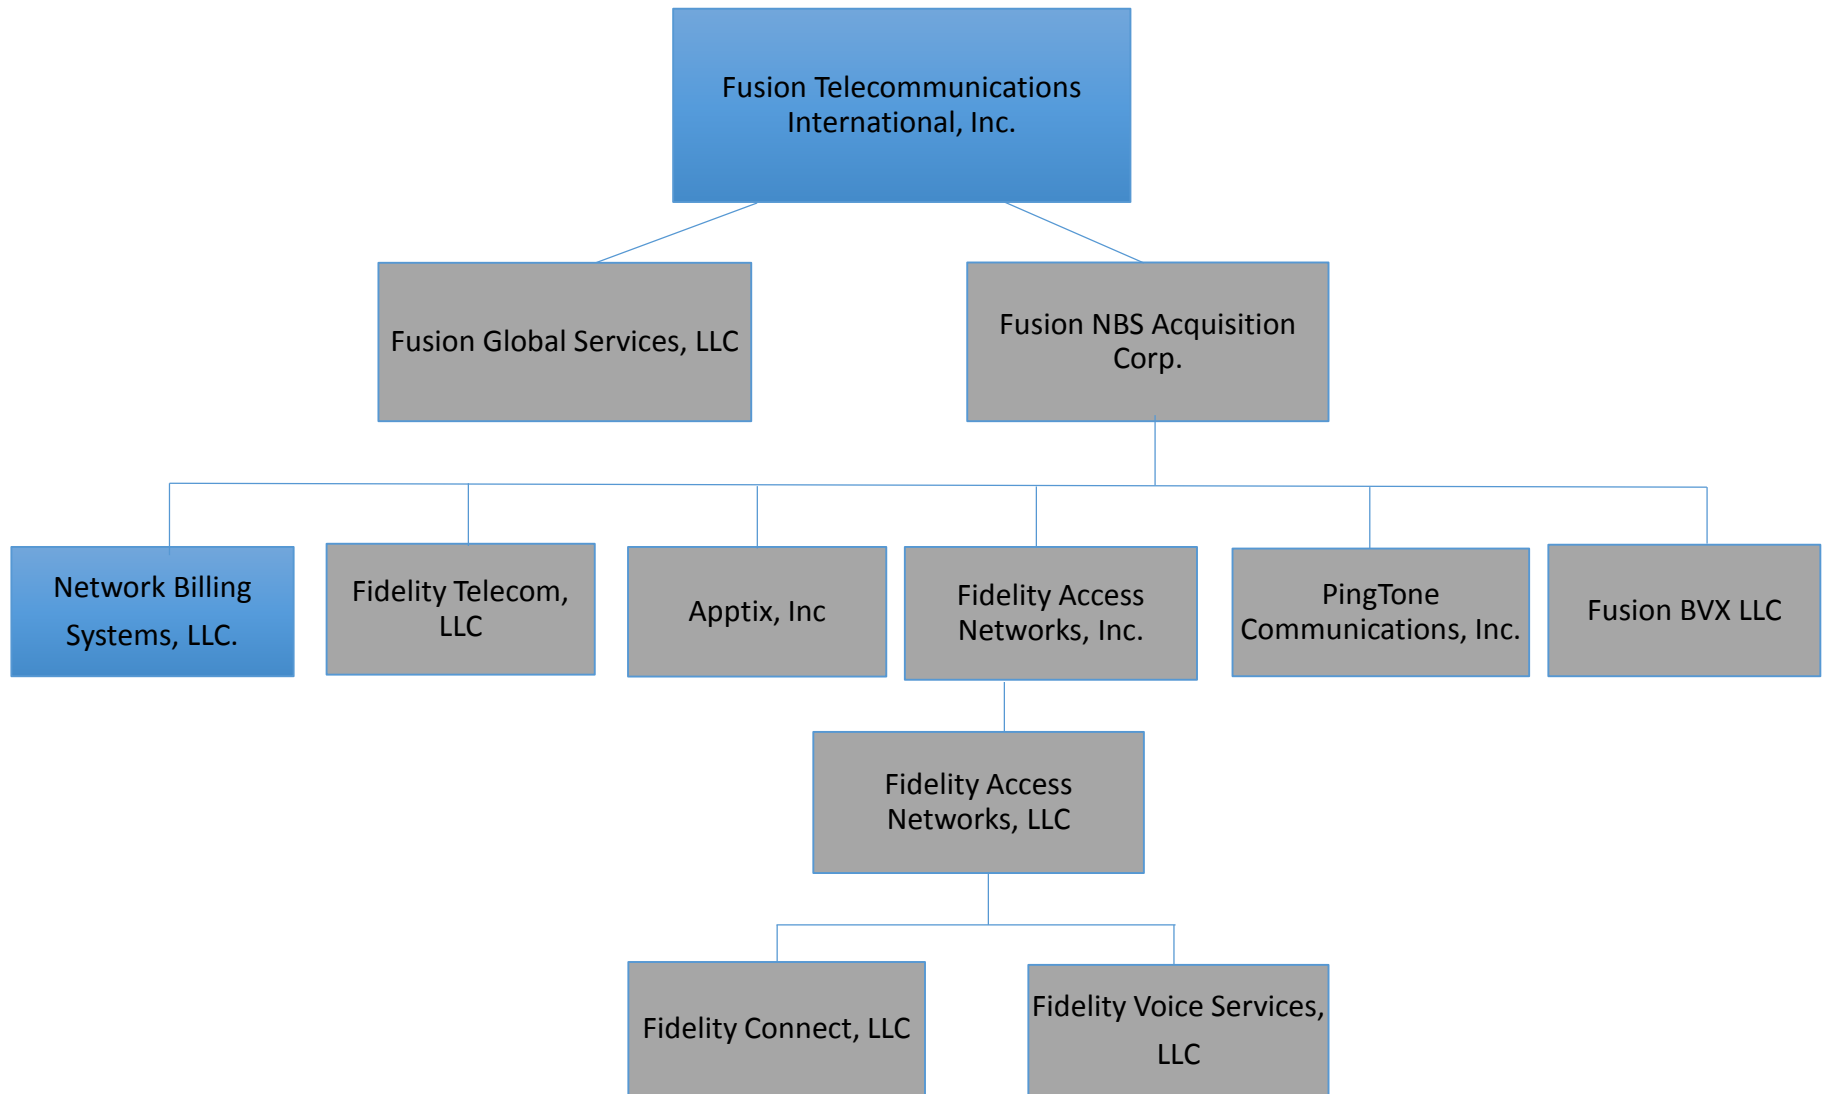 Fusion Telecommunications
International, Inc.
Fusion Global Services, LLC
Fusion NBS Acquisition
Corp.
Network Billing
Systems, LLC.
Fidelity Telecom,
LLC
Apptix, Inc
Fidelity Access
Networks, Inc.
PingTone
Communications, Inc.
Fusion BVX LLC
Fidelity Access
Networks, LLC
Fidelity Connect, LLC
Fidelity Voice Services,
LLC